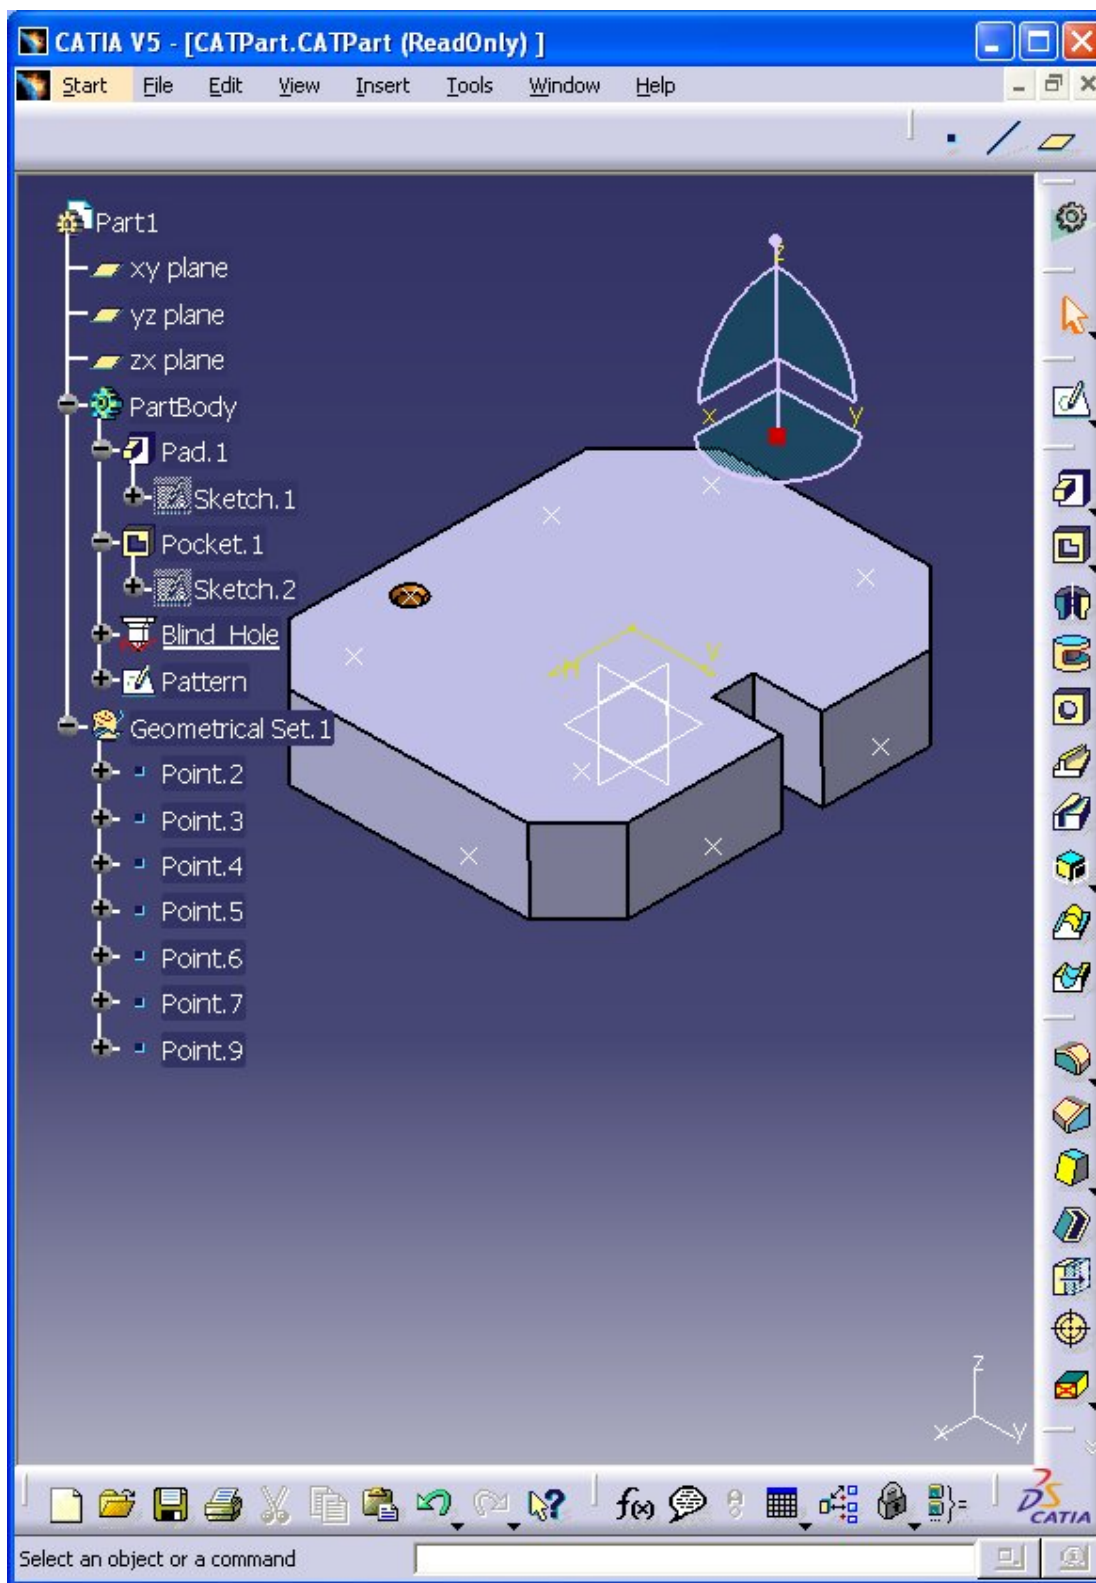 CATIA V5 - [CATPart.CATPart (ReadOnly) ]
Start File Edit View Insert Tools Window Help
Part1
xy plane
yz plane
zx plane
PartBody
Pad.1
Sketch.1
Pocket.1
Sketch.2
Blind_Hole
Pattern
Geometrical Set.1
Point.2
Point.3
Point.4
Point.5
Point.6
Point.7
Point.9
z
x y
H V
z
x y
f(x)
CATIA
Select an object or a command